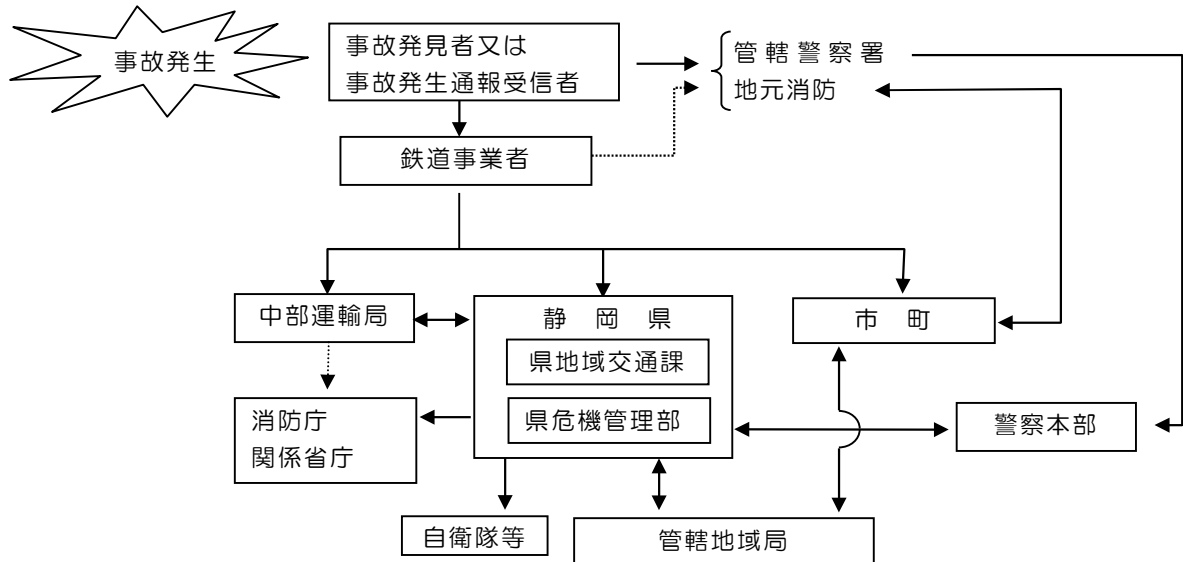 事故発生
事故発見者又は
事故発生通報受信者
管轄警察署
地元消防
鉄道事業者
中部運輸局
静岡県
県地域交通課
県危機管理部
市町
消防庁
関係省庁
警察本部
自衛隊等
管轄地域局